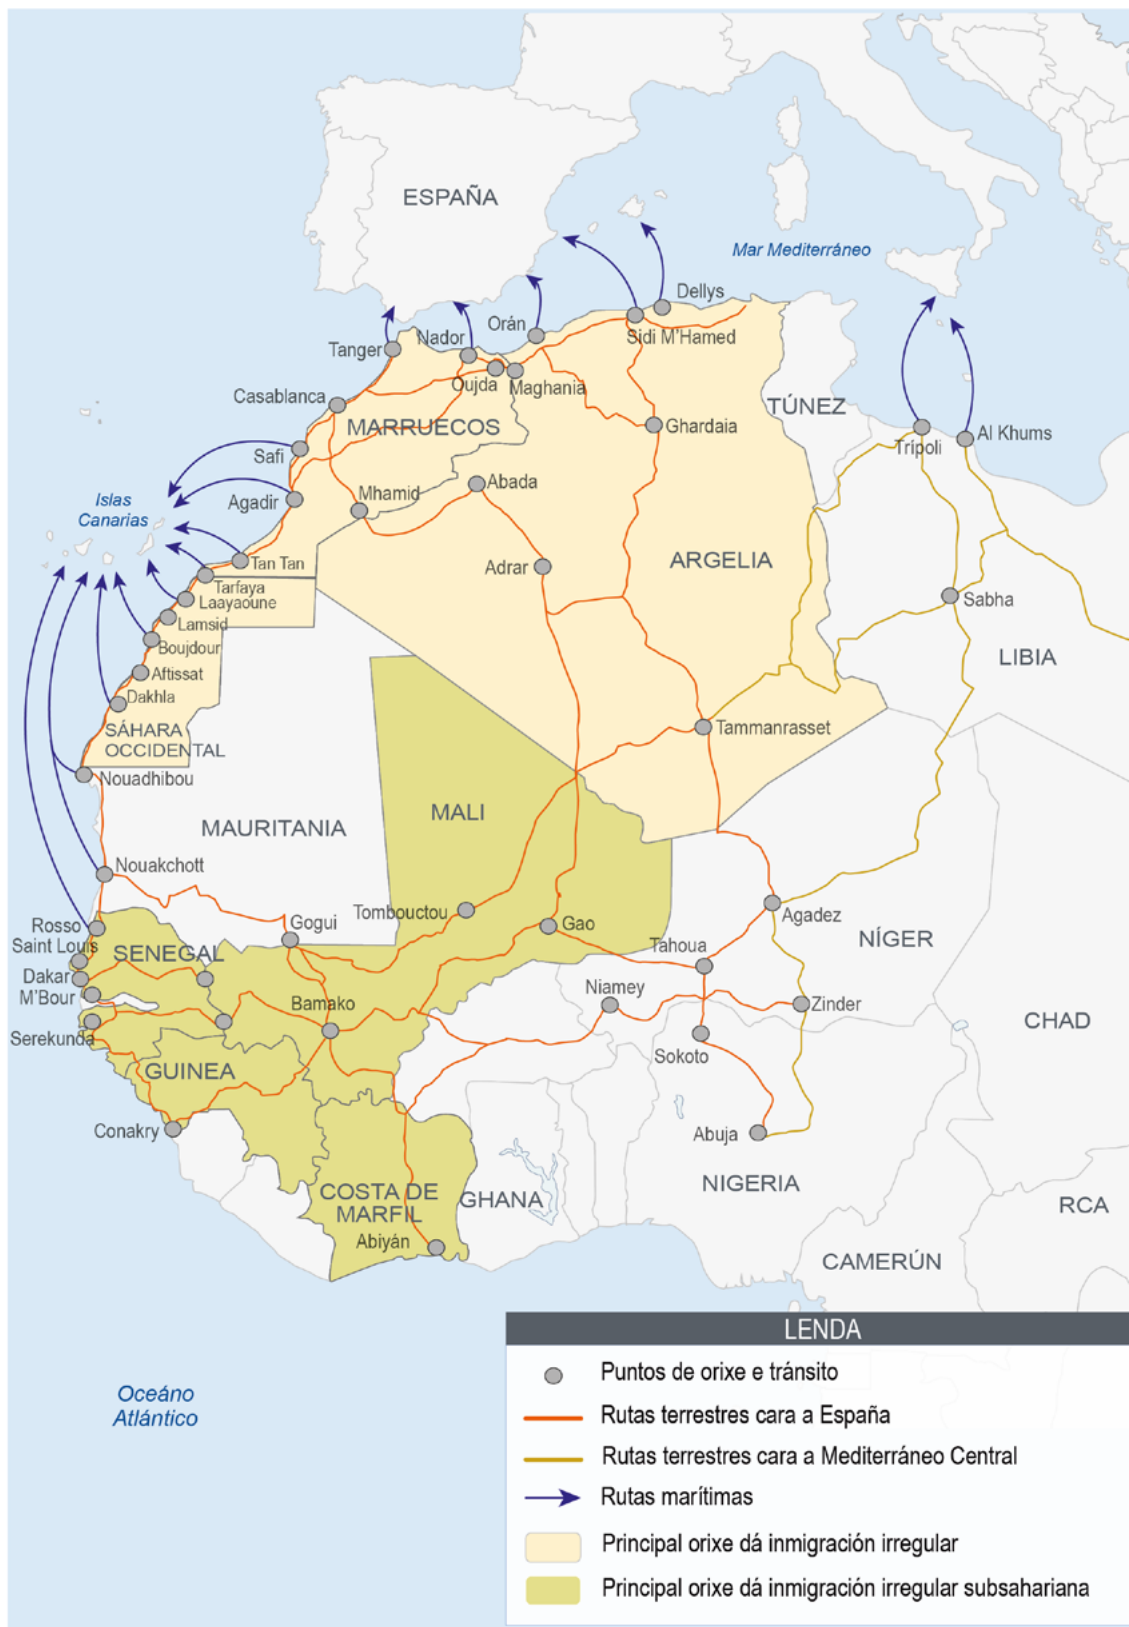 ESPAÑA
Mar Mediterráneo
Dellys
Orán
Sidi M'Hamed
Nador
Tanger
Oujda
Maghania
Casablanca
TÚNEZ
MARRUECOS
Ghardaia
Al Khums
Trípoli
Safi
Islas
Canarias
Agadir
Mhamid
Abada
Tan Tan
Adrar
ARGELIA
Tarfaya
Laayaoune
Sabha
Lamsid
Boujdour
LIBIA
Aftissat
Dakhla
SÁHARA
OCCIDENTAL
Tammanrasset
Nouadhibou
MALI
MAURITANIA
Nouakchott
Tombouctou
Gao
Agadez
Rosso
Gogui
Saint Louis
SENEGAL
Tahoua
NÍGER
Dakar
M'Bour
Niamey
Bamako
Zinder
CHAD
Serekunda
Sokoto
GUINEA
Conakry
Abuja
NIGERIA
COSTA DE
MARFIL
GHANA
RCA
Abiyán
CAMERÚN
Oceáno
Atlántico
LENDA
Puntos de orixe e tránsito
Rutas terrestres cara a España
Rutas terrestres cara a Mediterráneo Central
Rutas marítimas
Principal orixe dá inmigración irregular
Principal orixe dá inmigración irregular subsahariana